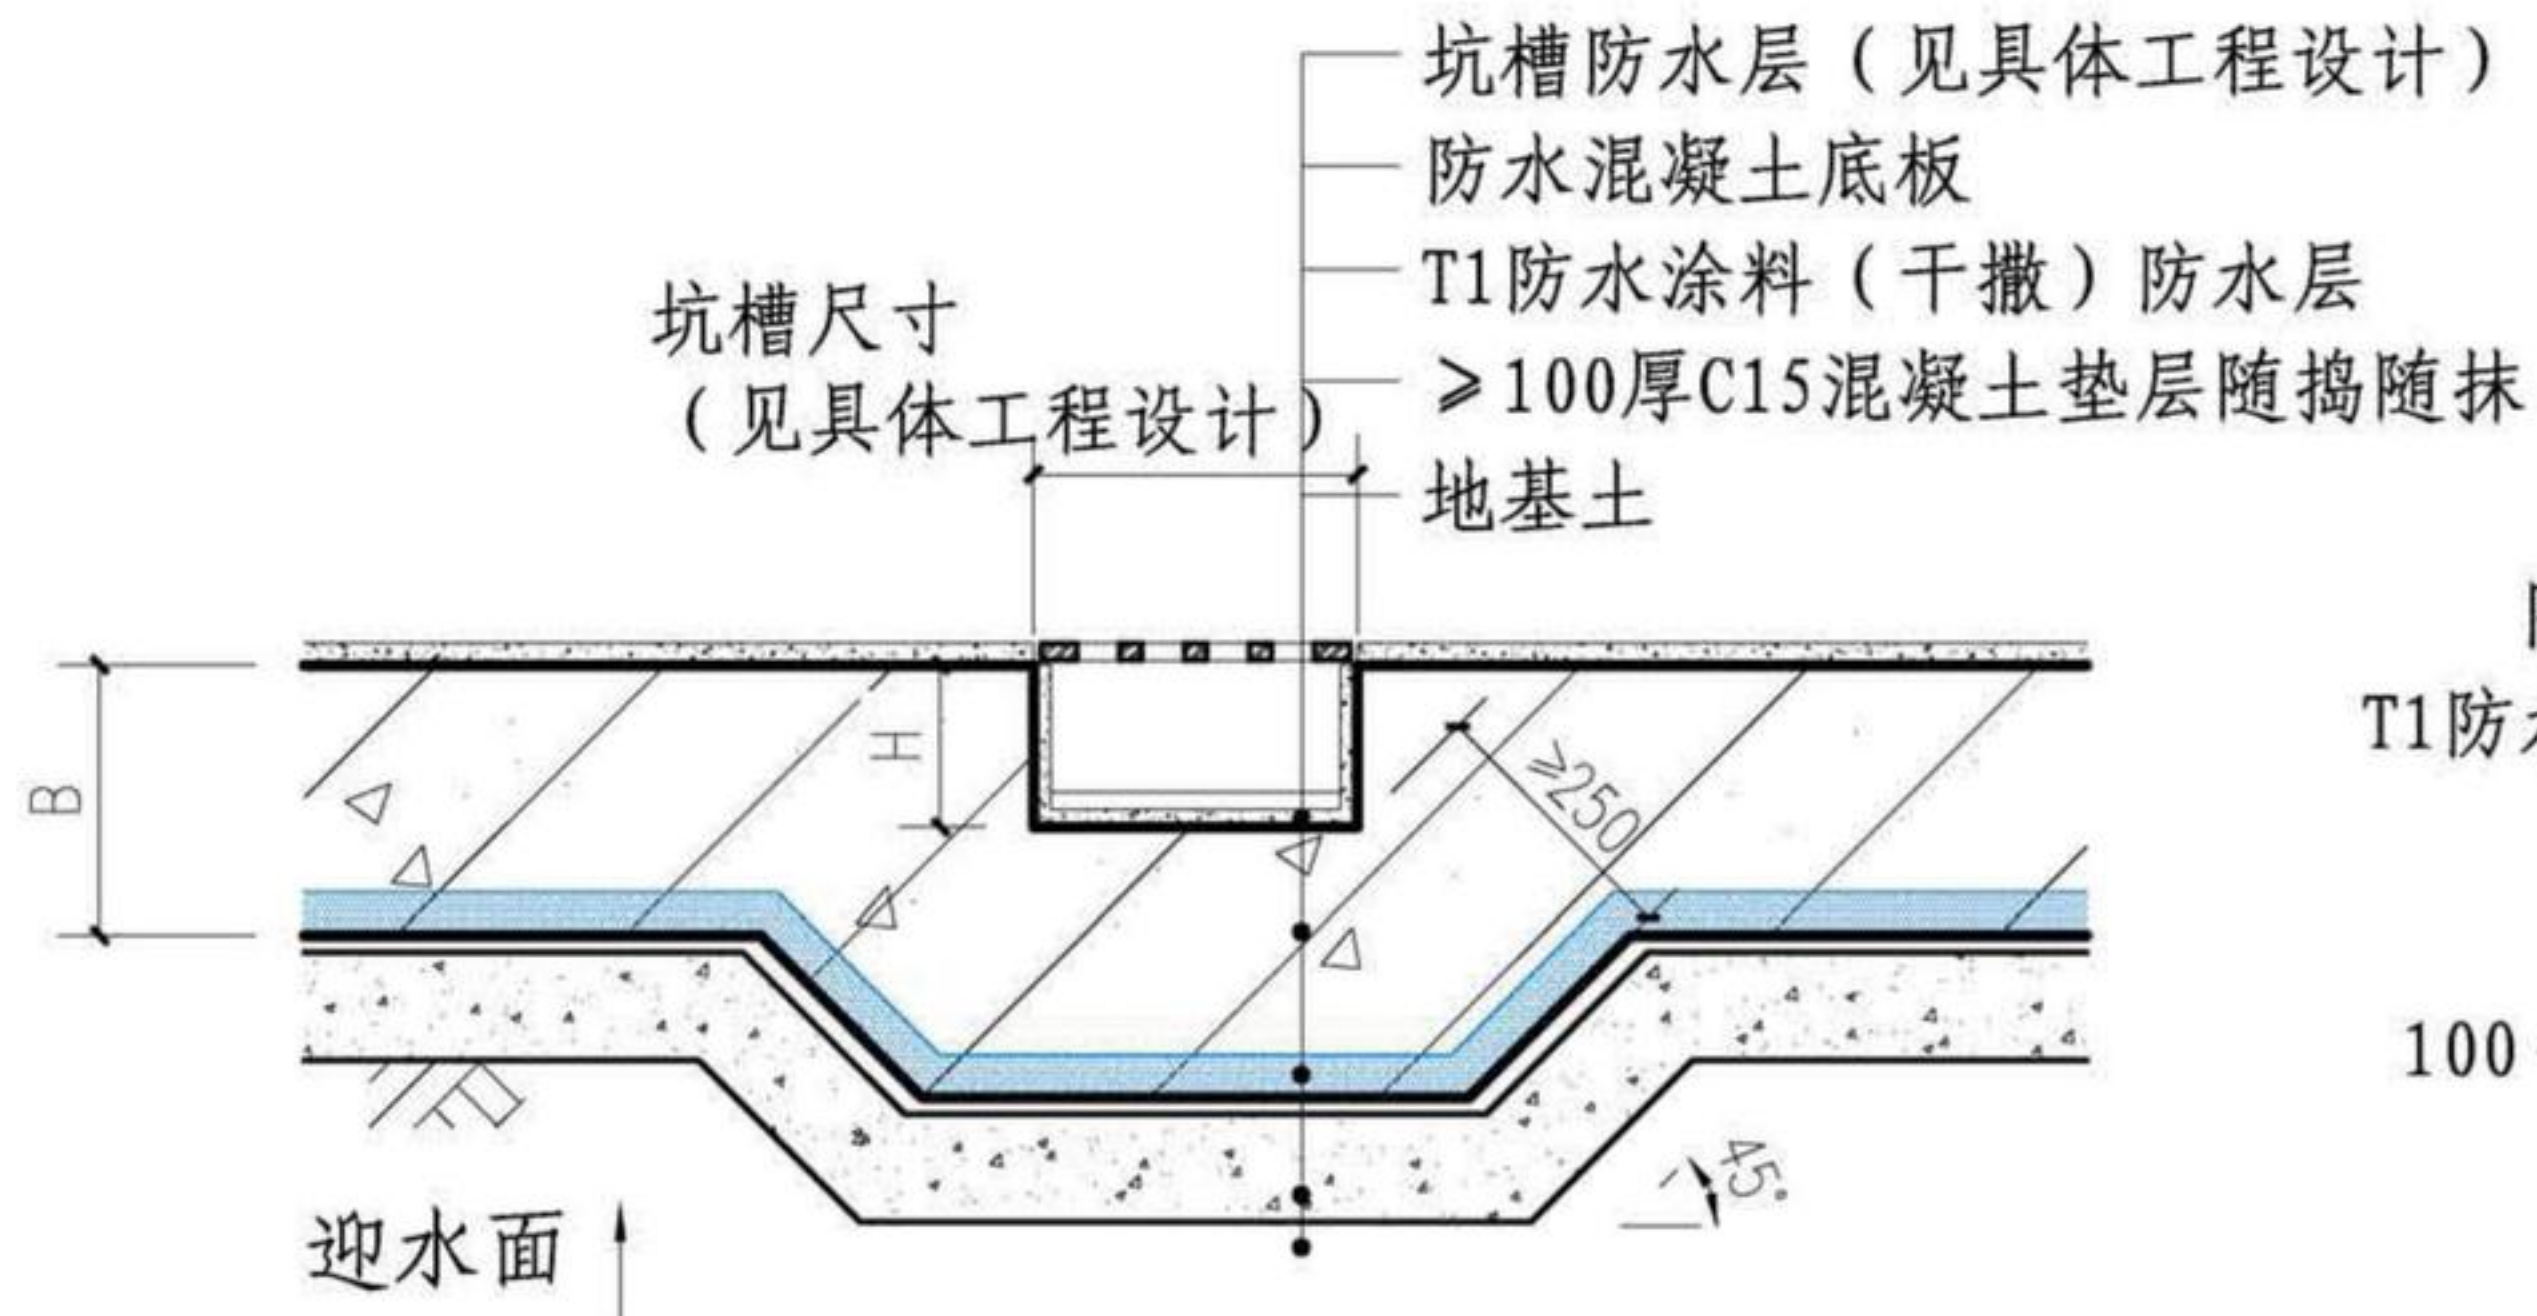 坑槽防水层（见具体工程设计）
防水混凝土底板
T1防水涂料（干撒）防水层
≥100厚C15混凝土垫层随捣随抹
地基土
坑槽尺寸
（见具体工程设计）
B
H
≥250
T1防
100
45°
迎水面